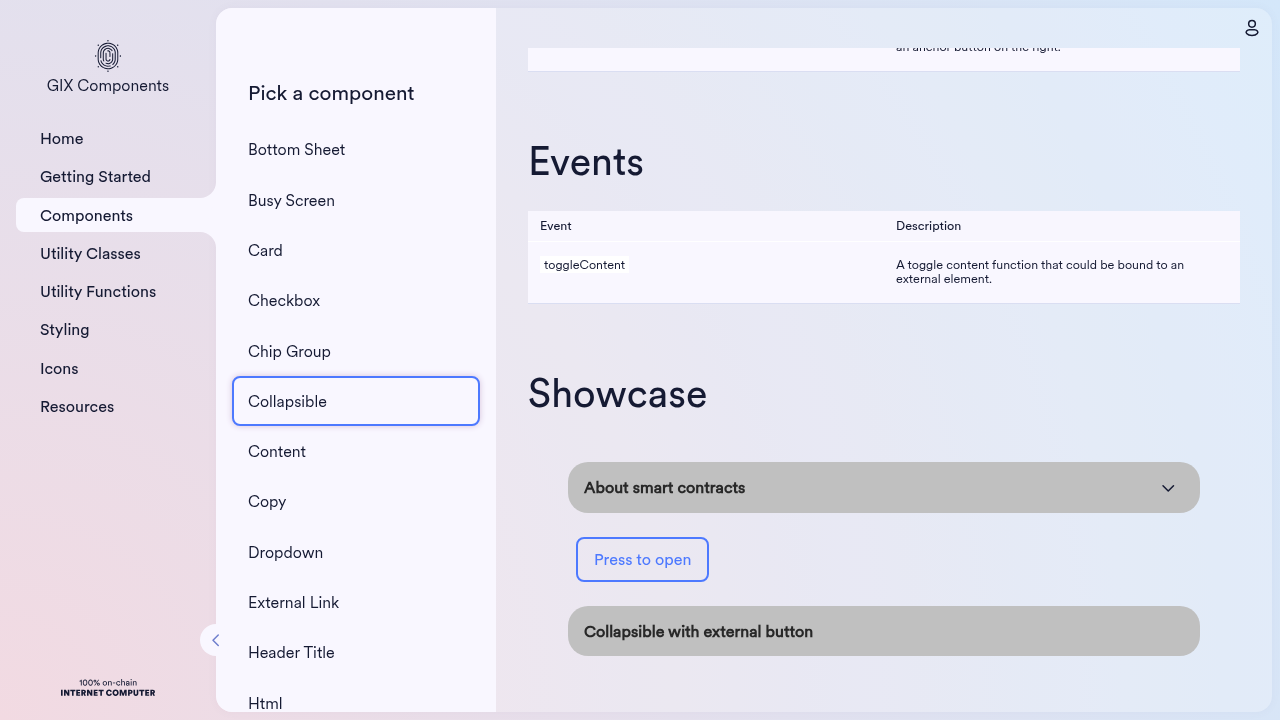 GIX Components
Home
Getting Started
Components
Utility Classes
Utility Functions
Styling
Icons
Resources
100% on-chain
INTERNET COMPUTER
Pick a component
Bottom Sheet
Busy Screen
Card
Checkbox
Chip Group
Collapsible
Content
Copy
Dropdown
External Link
Header Title
Html
an anchor button on the right.
Events
Event
Description
toggleContent
A toggle content function that could be bound to an
external element.
Showcase
About smart contracts
Press to open
Collapsible with external button